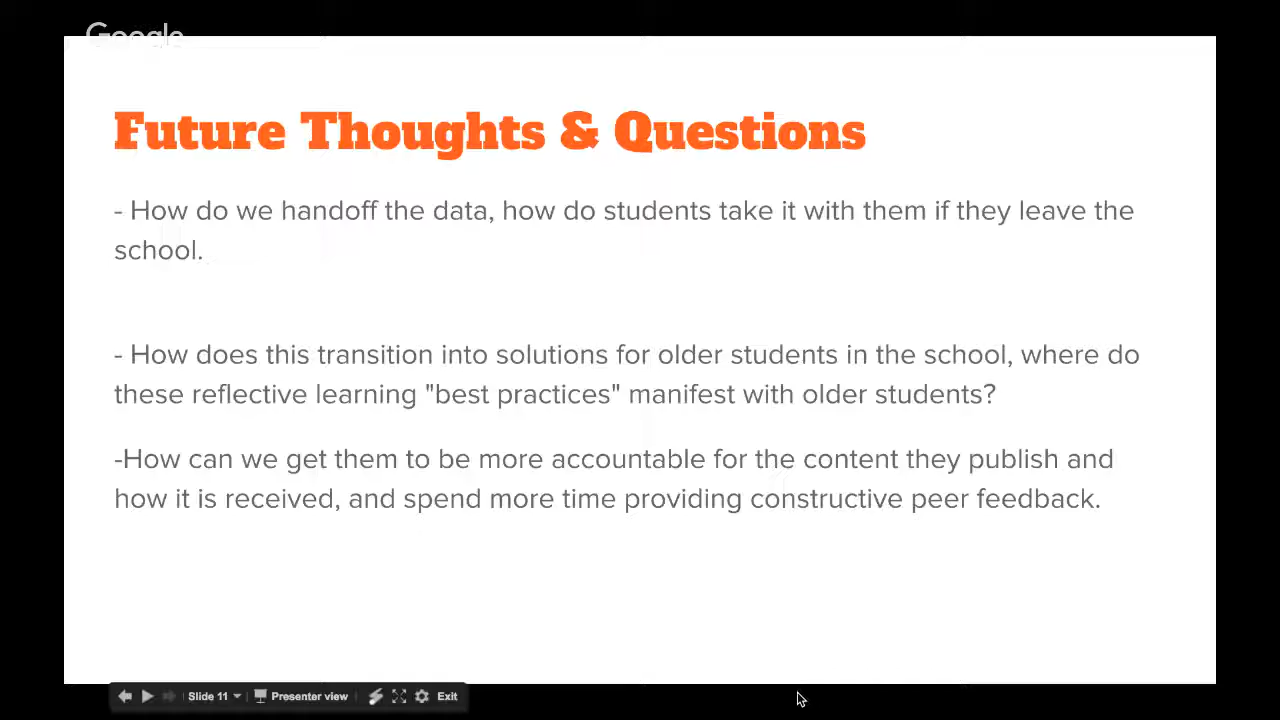 Google
Future Thoughts & Questions
- How do we handoff the data, how do students take it with them if they leave the
school.
- How does this transition into solutions for older students in the school, where do
these reflective learning "best practices" manifest with older students?
-How can we get them to be more accountable for the content they publish and
how it is received, and spend more time providing constructive peer feedback.
Slide 11 Presenter view Exit